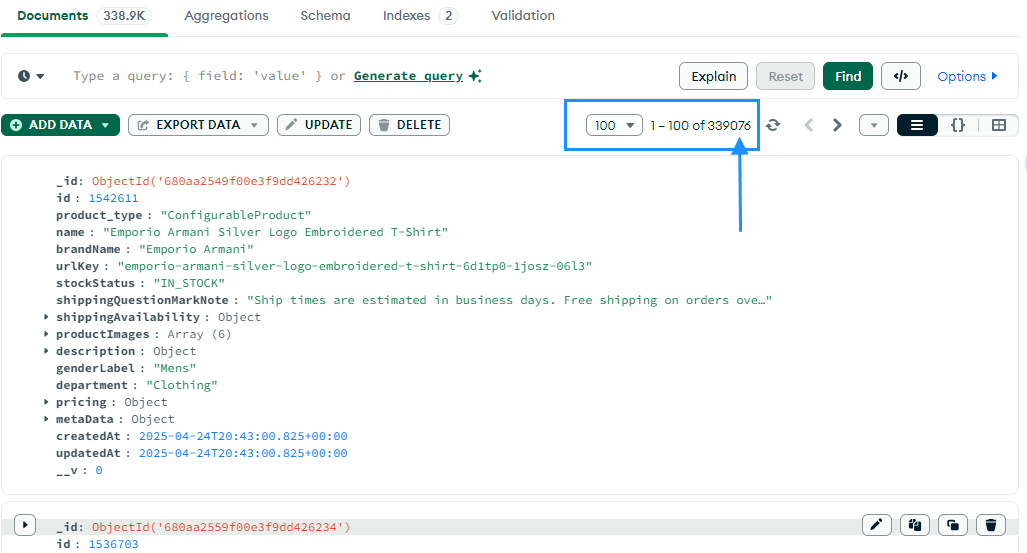 Documents 338.9K Aggregations Schema Indexes 2 Validation
Type a query: { field: 'value' } or Generate query Explain Reset Find </> Options
ADD DATA EXPORT DATA UPDATE DELETE 100 1 – 100 of 339076 {}
_id: ObjectId('680aa2549f00e3f9dd426232')
id : 1542611
product_type : "ConfigurableProduct"
name : "Emporio Armani Silver Logo Embroidered T-Shirt"
brandName : "Emporio Armani"
urlKey : "emporio-armani-silver-logo-embroidered-t-shirt-6d1tp0-1josz-06l3"
stockStatus : "IN_STOCK"
shippingQuestionMarkNote : "Ship times are estimated in business days. Free shipping on orders ove…"
shippingAvailability : Object
productImages : Array (6)
description : Object
genderLabel : "Mens"
department : "Clothing"
pricing : Object
metaData : Object
createdAt : 2025-04-24T20:43:00.825+00:00
updatedAt : 2025-04-24T20:43:00.825+00:00
__v : 0
_id: ObjectId('680aa2559f00e3f9dd426234')
id : 1536703